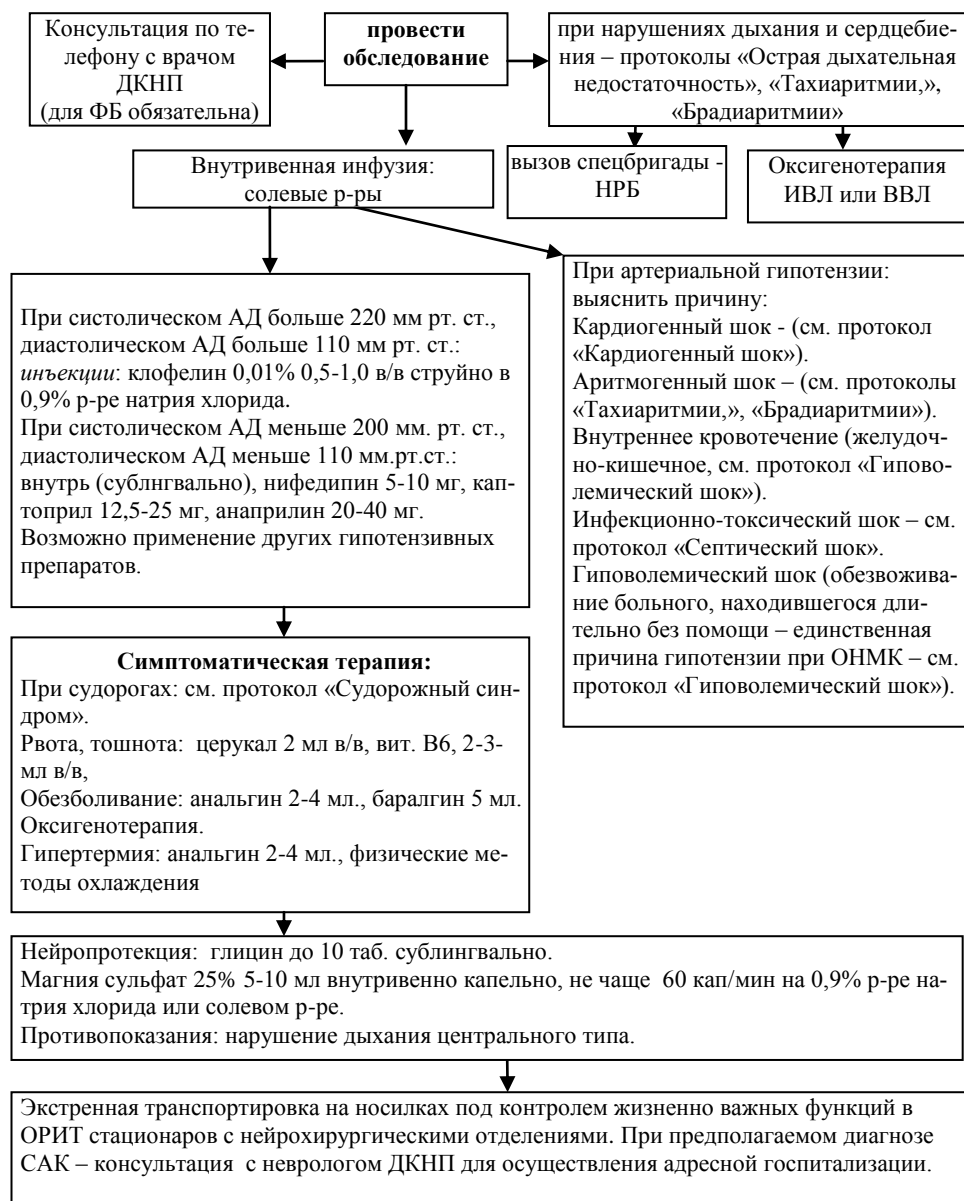 Консультация по те-
лефону с врачом
ДКНП
(для ФБ обязательна)
провести
обследование
при нарушениях дыхания и сердцебие-
ния – протоколы «Острая дыхательная
недостаточность», «Тахиаритмии,»,
«Брадиаритмии»
Внутривенная инфузия:
солевые р-ры
вызов спецбригады -
НРБ
Оксигенотерапия
ИВЛ или ВВЛ
При систолическом АД больше 220 мм рт. ст.,
диастолическом АД больше 110 мм рт. ст.:
инъекции: клофелин 0,01% 0,5-1,0 в/в струйно в
0,9% р-ре натрия хлорида.
При систолическом АД меньше 200 мм. рт. ст.,
диастолическом АД меньше 110 мм.рт.ст.:
внутрь (сублнгвально), нифедипин 5-10 мг, кап-
топрил 12,5-25 мг, анаприлин 20-40 мг.
Возможно применение других гипотензивных
препаратов.
При артериальной гипотензии:
выяснить причину:
Кардиогенный шок - (см. протокол
«Кардиогенный шок»).
Аритмогенный шок – (см. протоколы
«Тахиаритмии,», «Брадиаритмии»).
Внутреннее кровотечение (желудоч-
но-кишечное, см. протокол «Гипово-
лемический шок»).
Инфекционно-токсический шок – см.
протокол «Септический шок».
Гиповолемический шок (обезвожива-
ние больного, находившегося дли-
тельно без помощи – единственная
причина гипотензии при ОНМК – см.
протокол «Гиповолемический шок»).
Симптоматическая терапия:
При судорогах: см. протокол «Судорожный син-
дром».
Рвота, тошнота: церукал 2 мл в/в, вит. В6, 2-3-
мл в/в,
Обезболивание: анальгин 2-4 мл., баралгин 5 мл.
Оксигенотерапия.
Гипертермия: анальгин 2-4 мл., физические ме-
тоды охлаждения
Нейропротекция: глицин до 10 таб. сублингвально.
Магния сульфат 25% 5-10 мл внутривенно капельно, не чаще 60 кап/мин на 0,9% р-ре на-
трия хлорида или солевом р-ре.
Противопоказания: нарушение дыхания центрального типа.
Экстренная транспортировка на носилках под контролем жизненно важных функций в
ОРИТ стационаров с нейрохирургическими отделениями. При предполагаемом диагнозе
САК – консультация с неврологом ДКНП для осуществления адресной госпитализации.